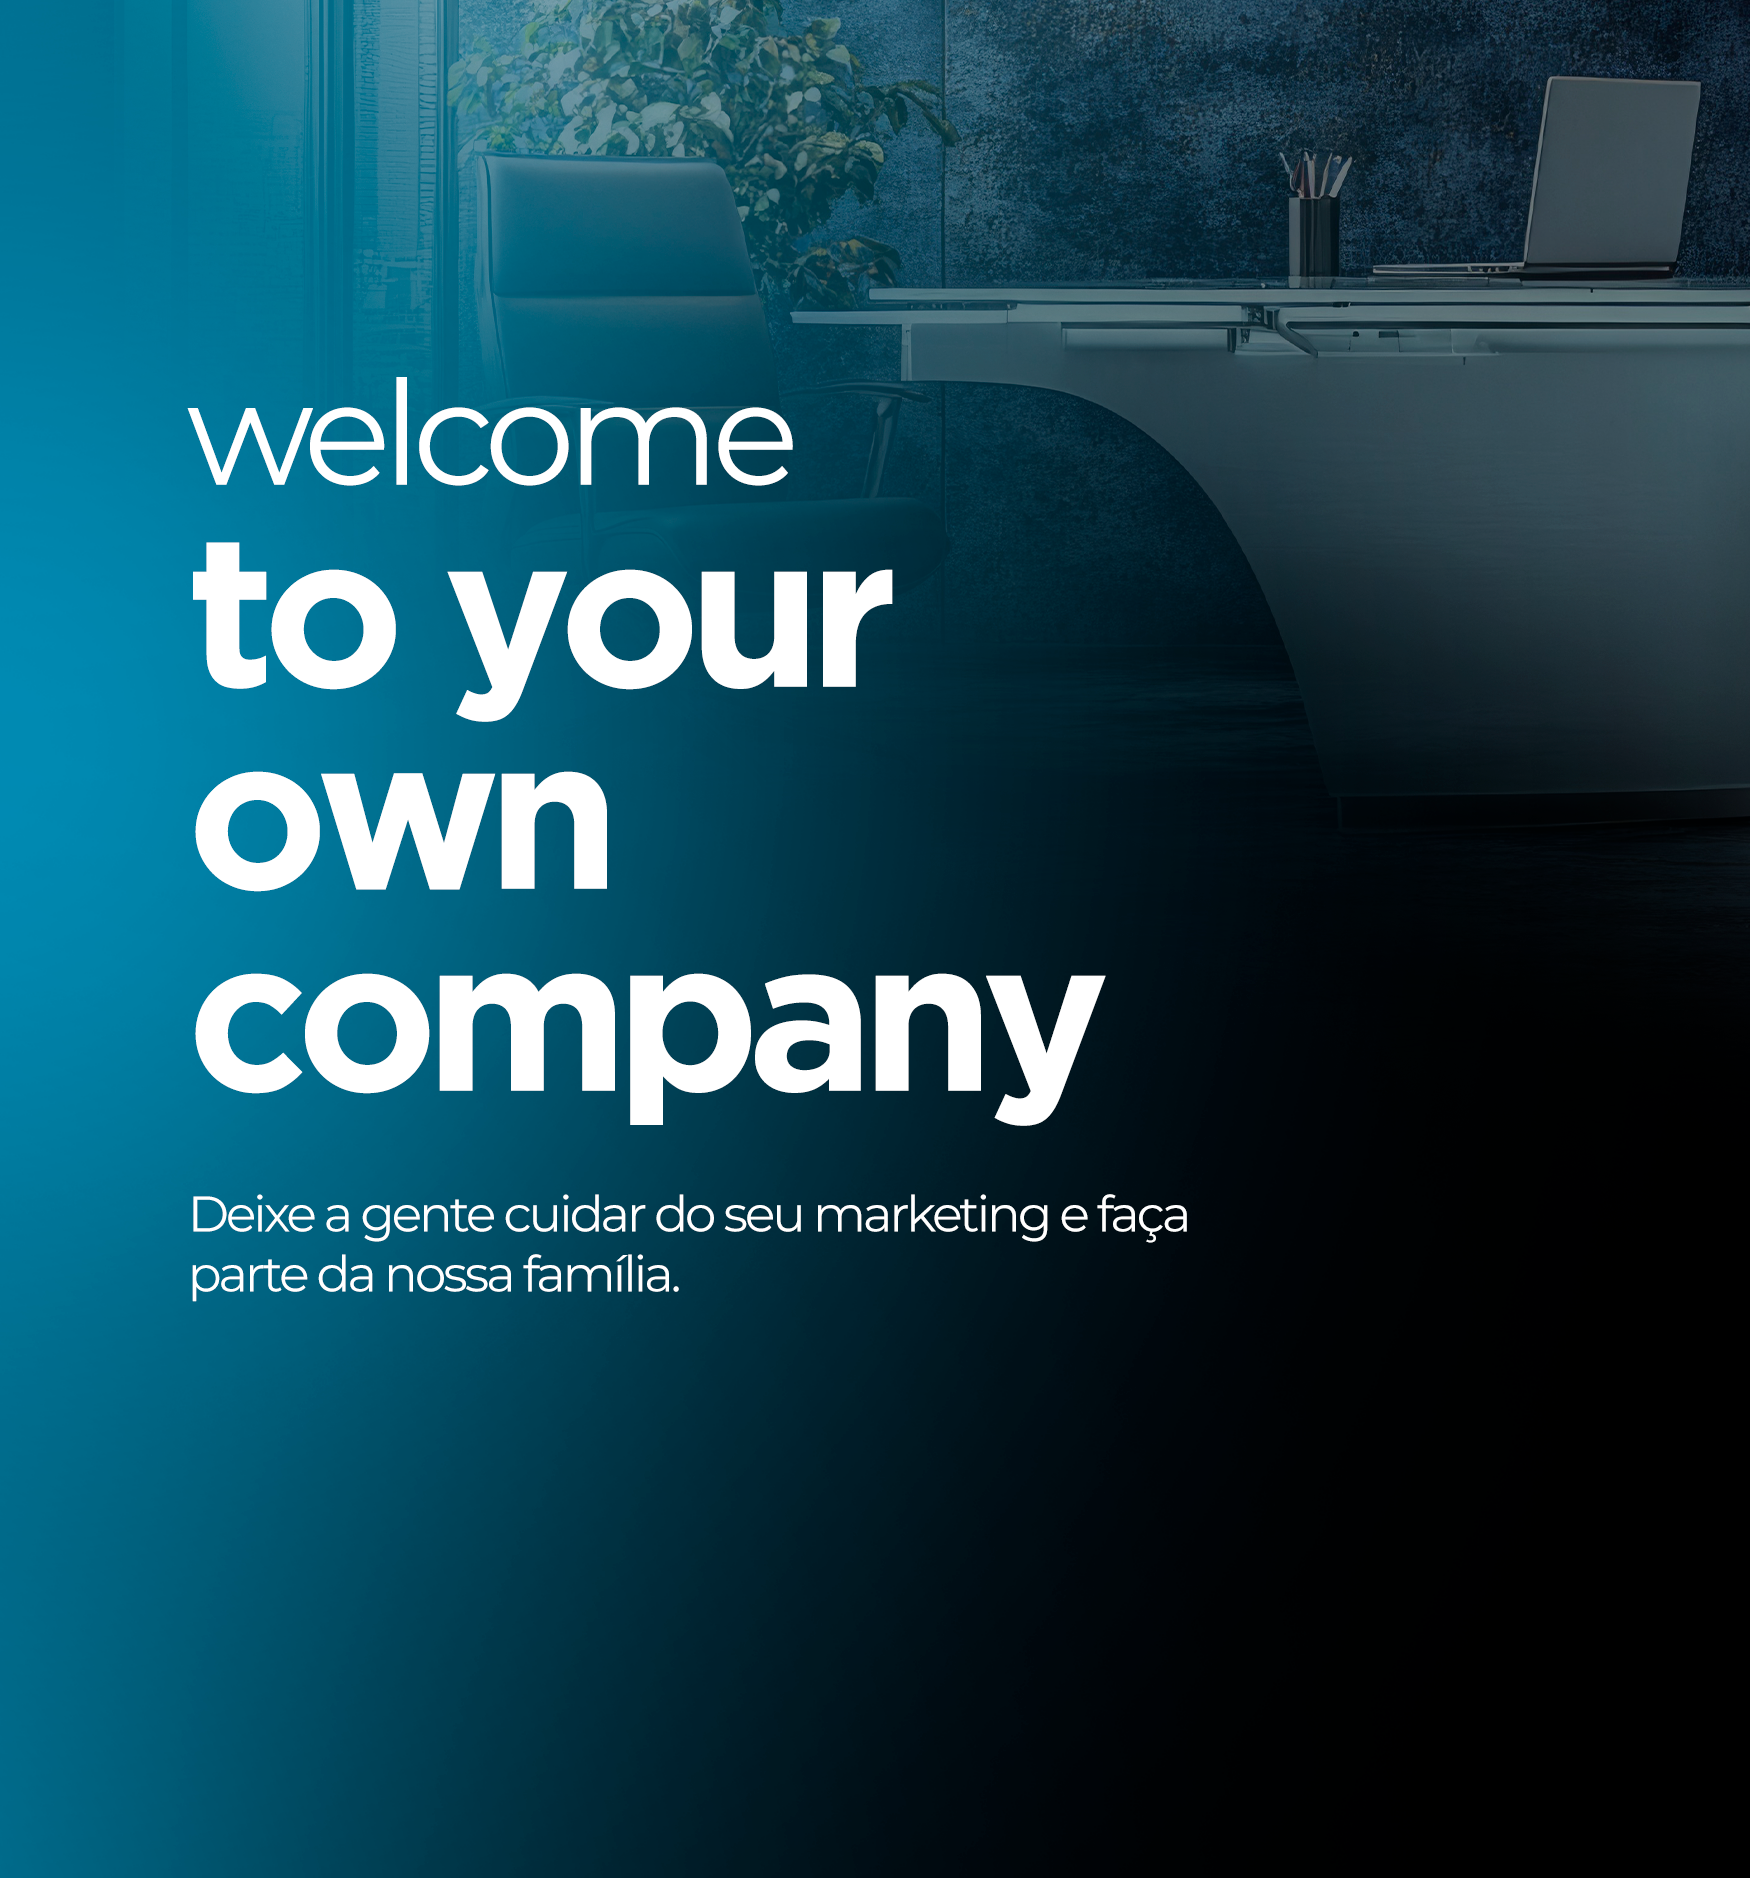 welcome
to your
own
company
Deixe a gente cuidar do seu marketing e faça
parte da nossa família.